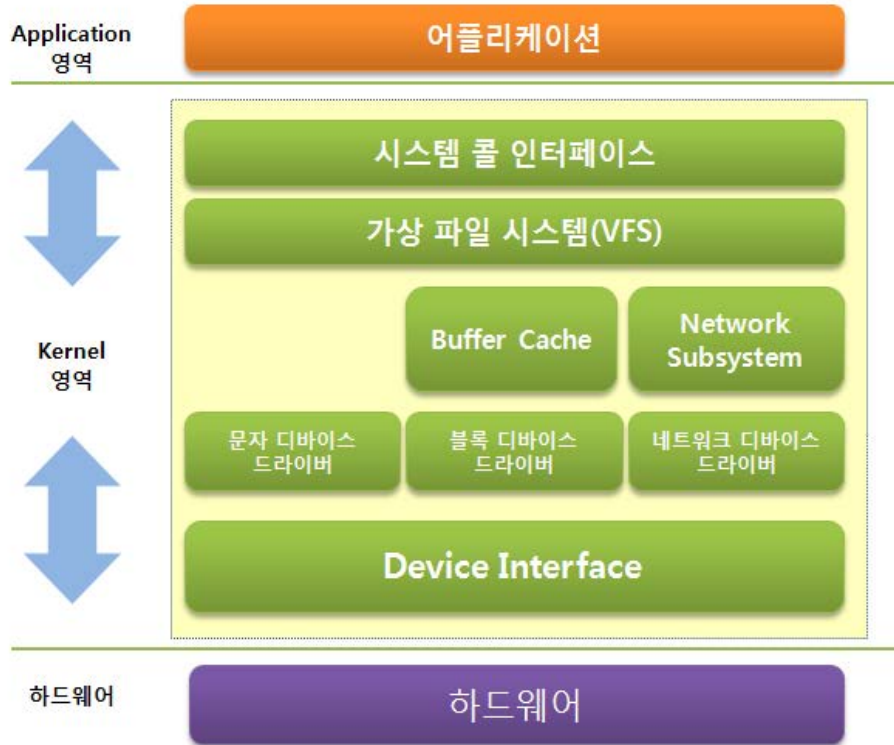 Application
영역
어플리케이션
시스템 콜 인터페이스
가상 파일 시스템(VFS)
Buffer Cache
Network
Subsystem
Kernel
영역
문자 디바이스
드라이버
블록 디바이스
드라이버
네트워크 디바이스
드라이버
Device Interface
하드웨어
하드웨어